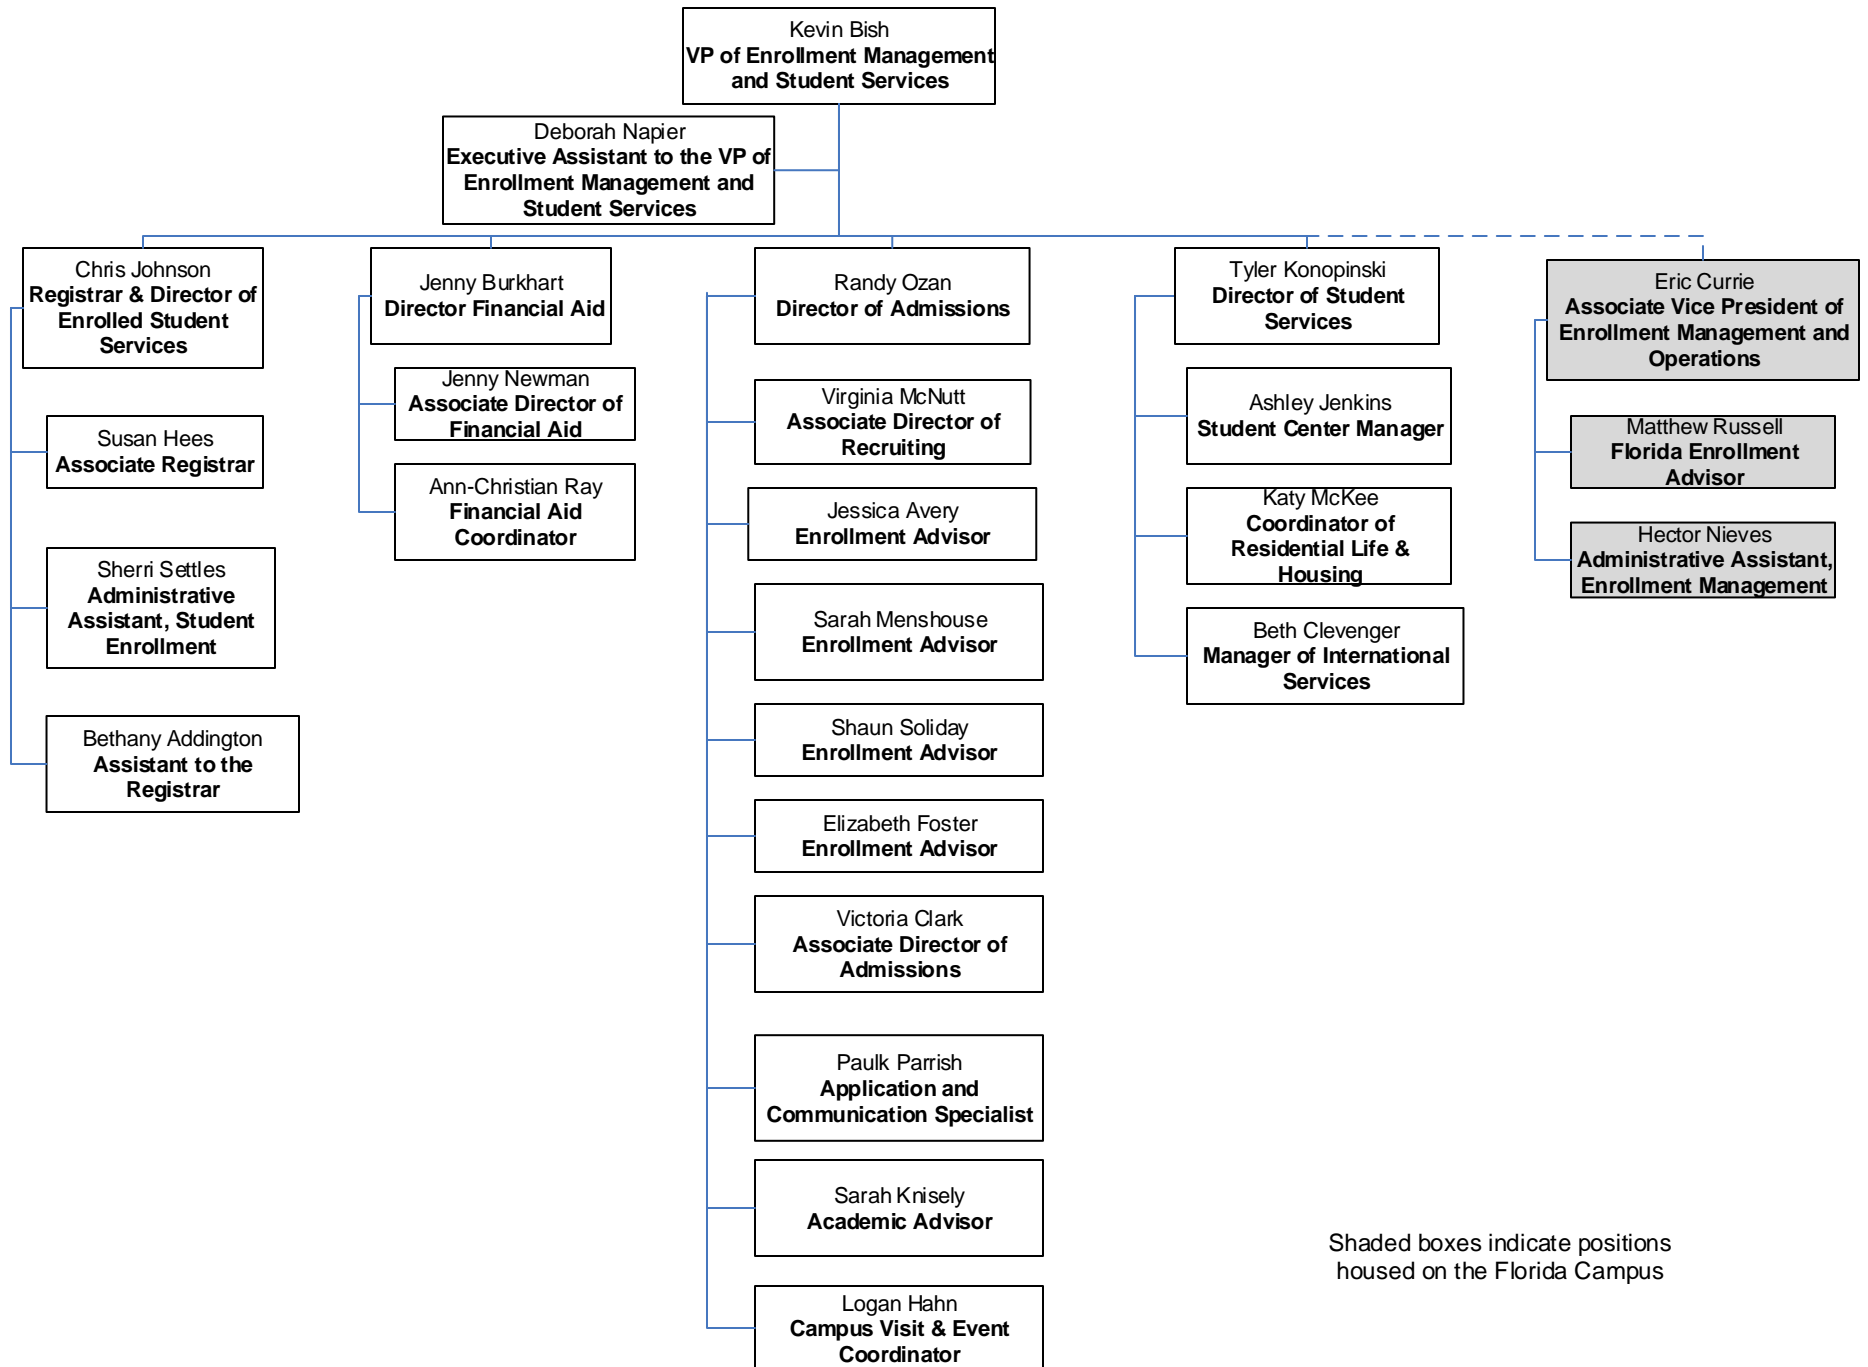 Kevin Bish
VP of Enrollment Management
and Student Services
Deborah Napier
Executive Assistant to the VP of
Enrollment Management and
Student Services
Chris Johnson
Registrar & Director of
Enrolled Student
Services
Susan Hees
Associate Registrar
Sherri Settles
Administrative
Assistant, Student
Enrollment
Bethany Addington
Assistant to the
Registrar
Jenny Burkhart
Director Financial Aid
Jenny Newman
Associate Director of
Financial Aid
Ann-Christian Ray
Financial Aid
Coordinator
Randy Ozan
Director of Admissions
Virginia McNutt
Associate Director of
Recruiting
Jessica Avery
Enrollment Advisor
Sarah Menshouse
Enrollment Advisor
Shaun Soliday
Enrollment Advisor
Elizabeth Foster
Enrollment Advisor
Victoria Clark
Associate Director of
Admissions
Paulk Parrish
Application and
Communication Specialist
Sarah Knisely
Academic Advisor
Logan Hahn
Campus Visit & Event
Coordinator
Tyler Konopinski
Director of Student
Services
Ashley Jenkins
Student Center Manager
Katy McKee
Coordinator of
Residential Life &
Housing
Beth Clevenger
Manager of International
Services
Eric Currie
Associate Vice President of
Enrollment Management and
Operations
Matthew Russell
Florida Enrollment
Advisor
Hector Nieves
Administrative Assistant,
Enrollment Management
Shaded boxes indicate positions
housed on the Florida Campus